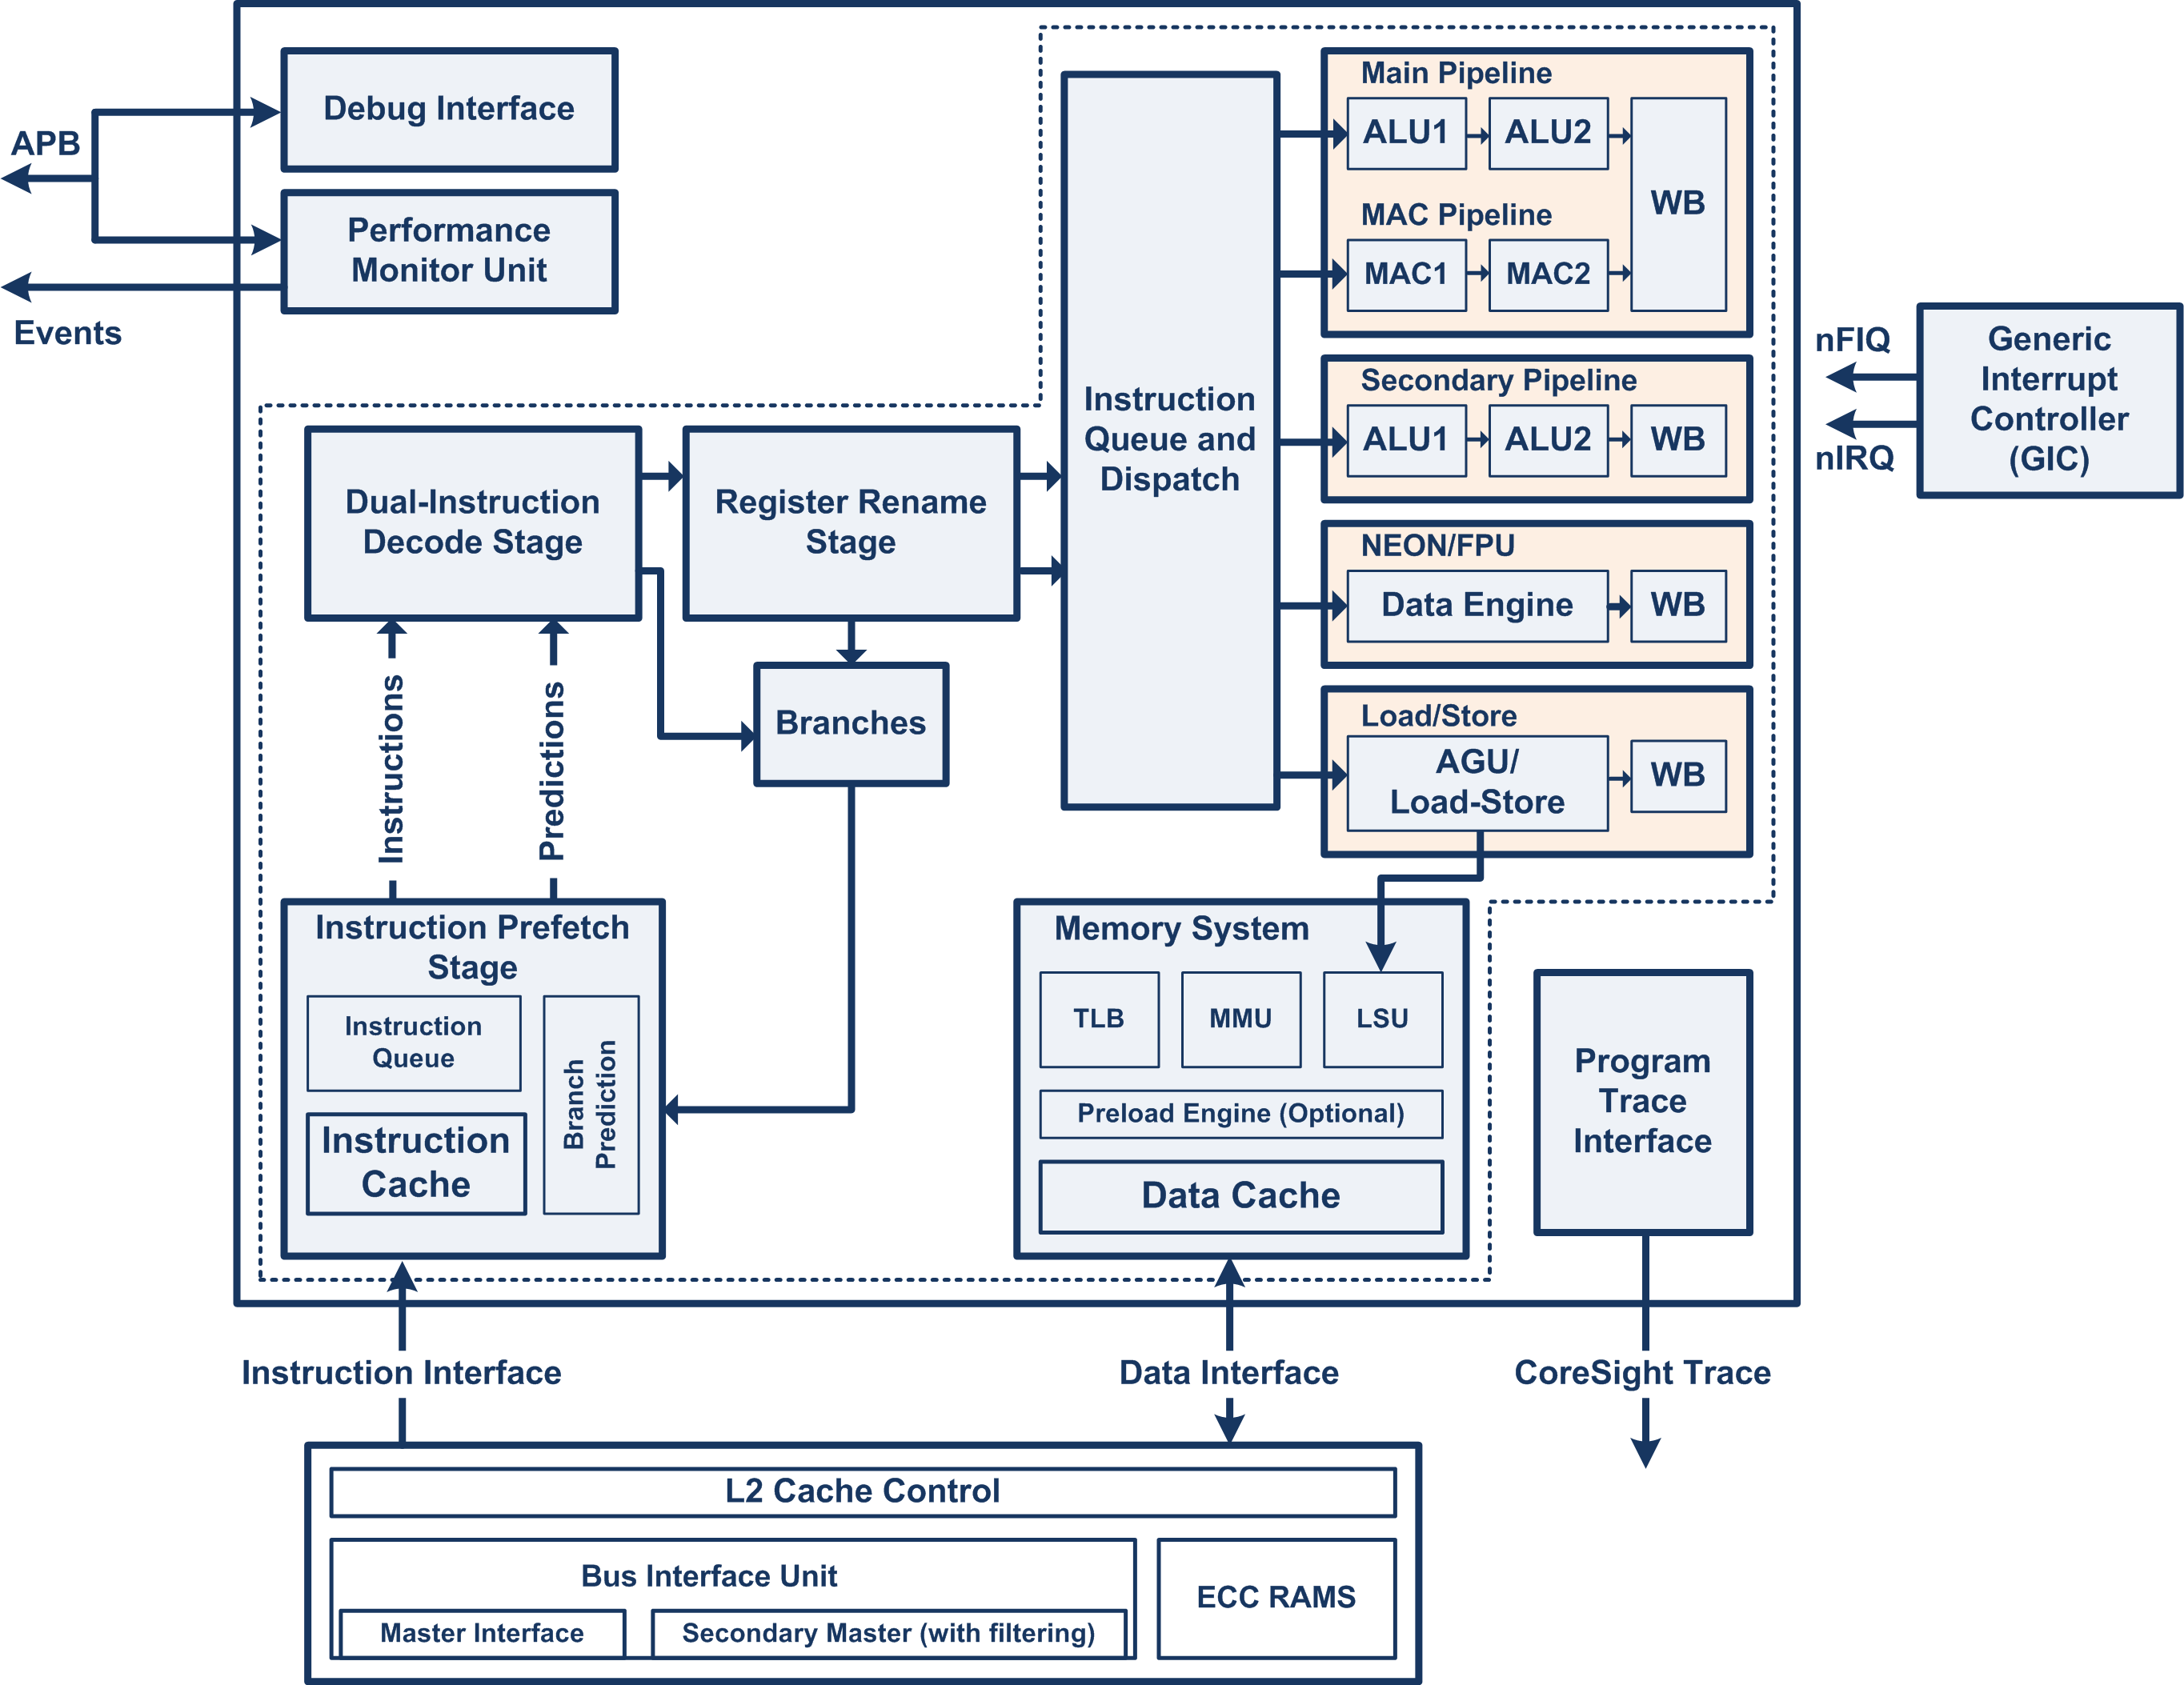 Debug Interface
APB
Performance
Monitor Unit
Events
Main Pipeline
ALU1
ALU2
WB
MAC Pipeline
MAC1
MAC2
Secondary Pipeline
ALU1
ALU2
WB
NEON/FPU
Data Engine
WB
Load/Store
AGU/
Load-Store
WB
Instruction
Queue and
Dispatch
nFIQ
nIRQ
Generic
Interrupt
Controller
(GIC)
Dual-Instruction
Decode Stage
Register Rename
Stage
Branches
Instructions
Predictions
Instruction Prefetch
Stage
Instruction
Queue
Instruction
Cache
Branch
Prediction
Memory System
TLB
MMU
LSU
Preload Engine (Optional)
Data Cache
Program
Trace
Interface
Instruction Interface
Data Interface
CoreSight Trace
L2 Cache Control
Bus Interface Unit
Master Interface
Secondary Master (with filtering)
ECC RAMS